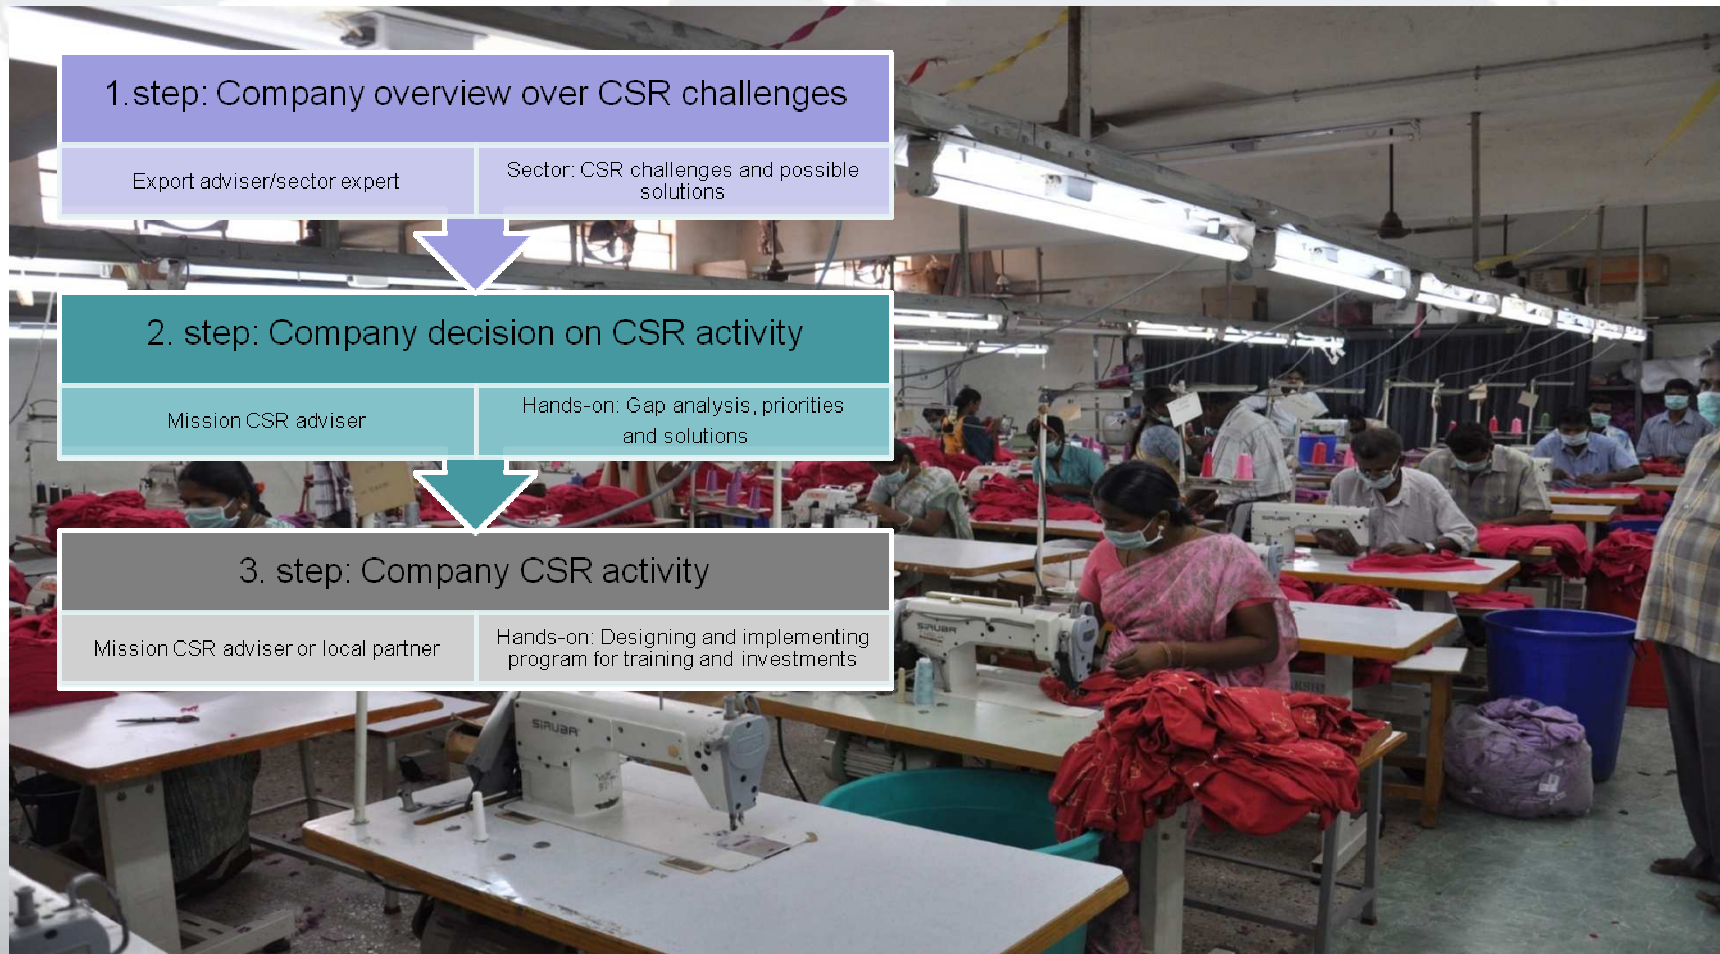 1.step: Company overview over CSR challenges
Export adviser/sector expert
Sector: CSR challenges and possible
solutions
2. step: Company decision on CSR activity
Mission CSR adviser
Hands-on: Gap analysis, priorities
and solutions
3. step: Company CSR activity
Mission CSR adviser or local partner
Hands-on: Designing and implementing
program for training and investments
SIRUBA
SIRUBA
SIRUBA